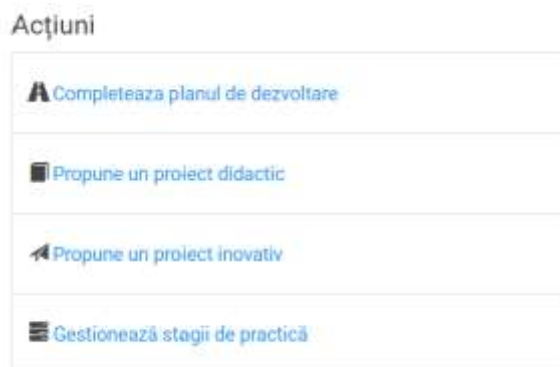 Acțiuni
Completeaza planul de dezvoltare
Propune un proiect didactic
Propune un proiect inovativ
Gestionează stagii de practică